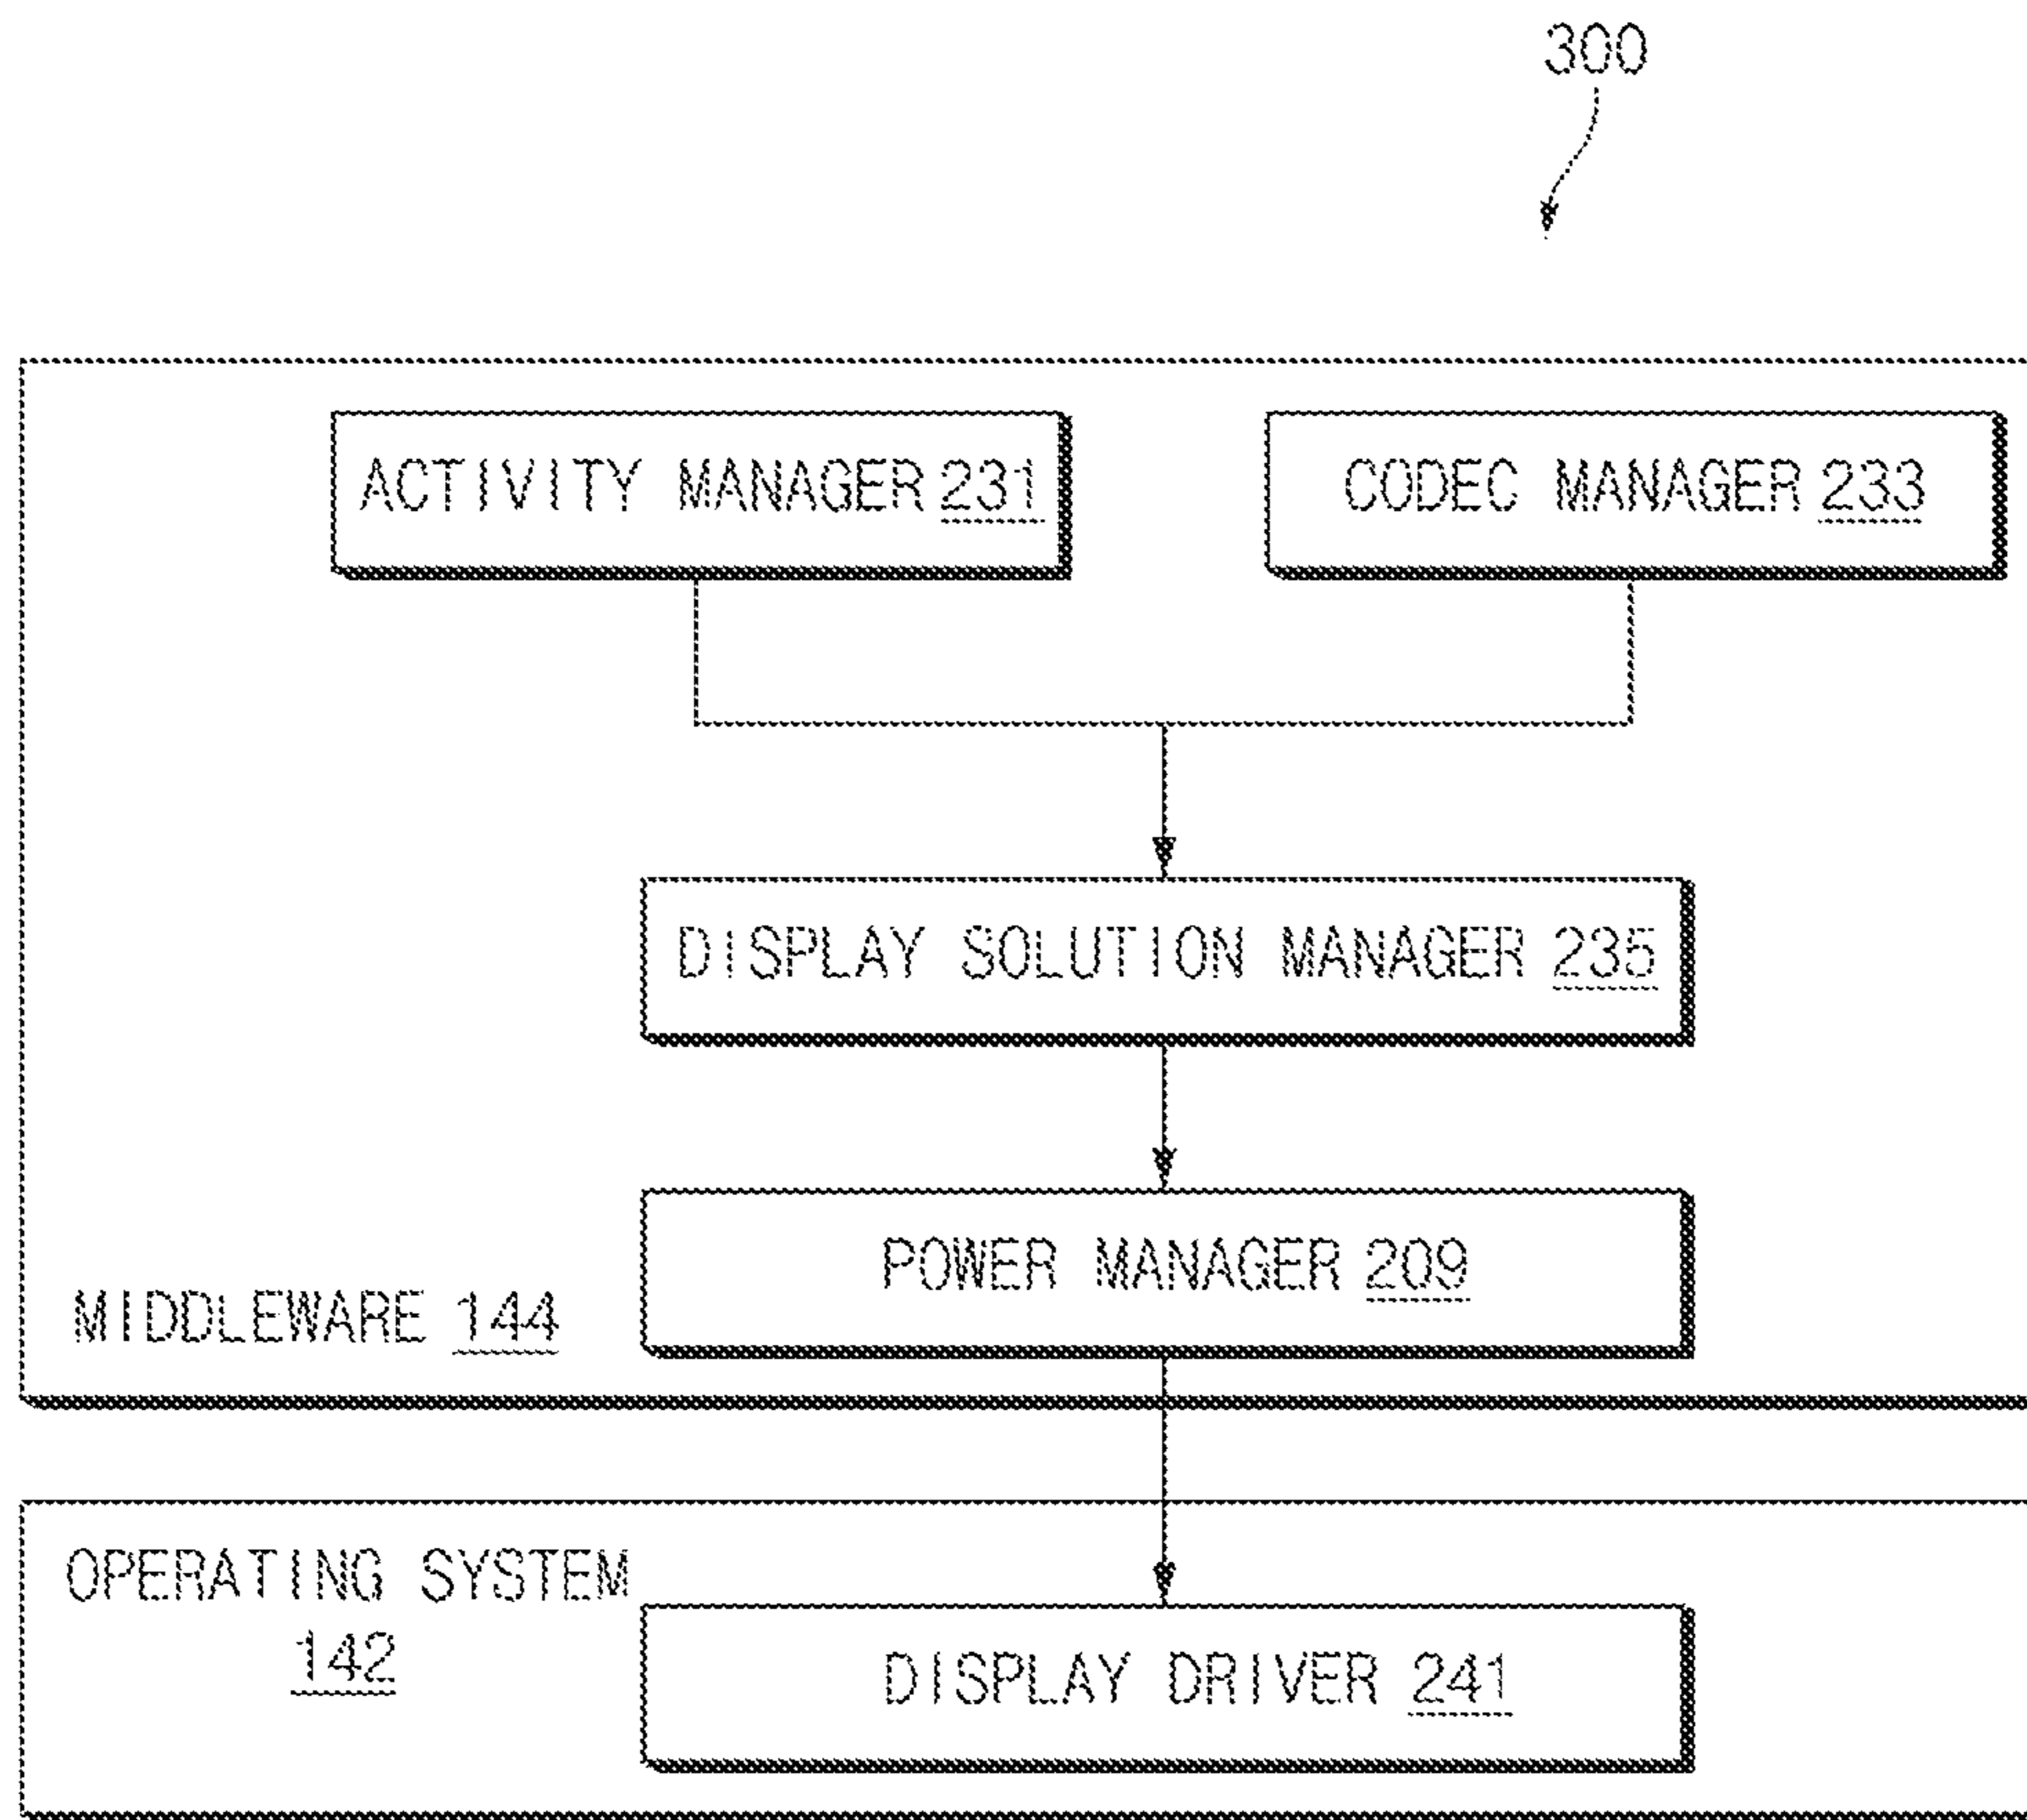 300
ACTIVITY MANAGER 231
CODEC MANAGER 233
DISPLAY SOLUTION MANAGER 235
POWER MANAGER 209
MIDDLEWARE 144
OPERATING SYSTEM
142
DISPLAY DRIVER 241